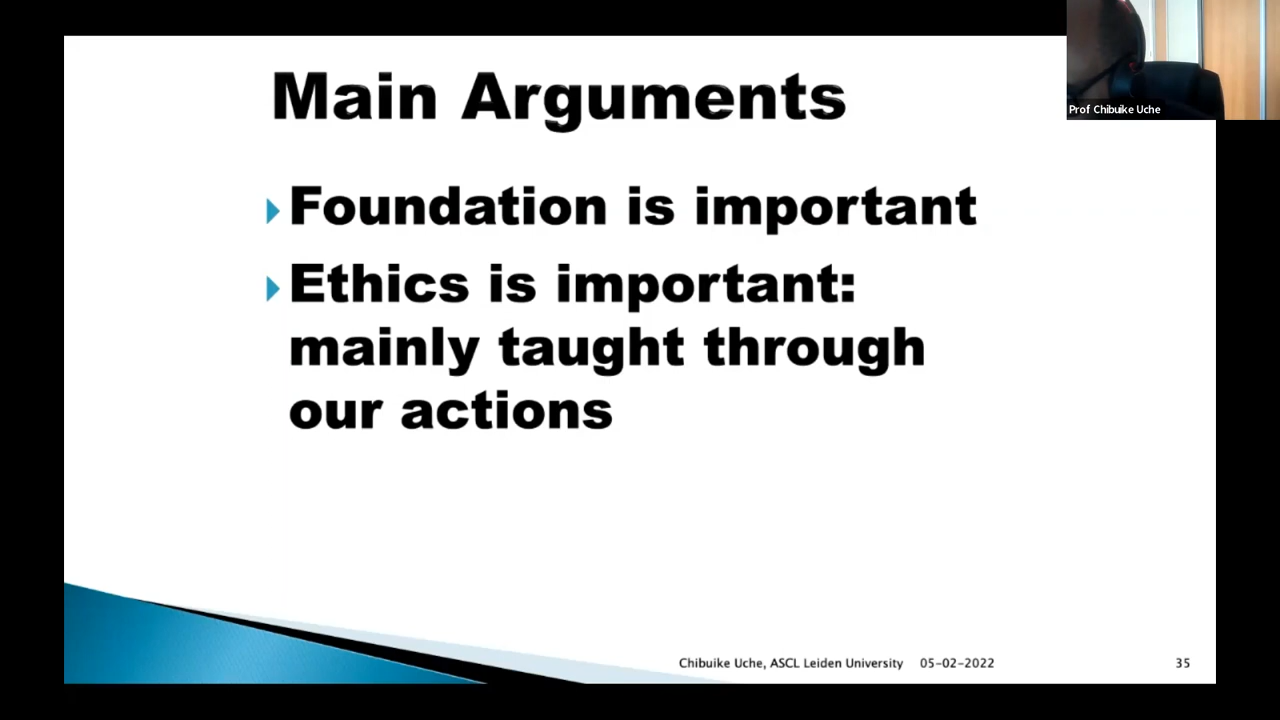 Main Arguments
Prof Chibuike Uche
Foundation is important
Ethics is important:
mainly taught through
our actions
Chibuike Uche, ASCL Leiden University 05-02-2022 35